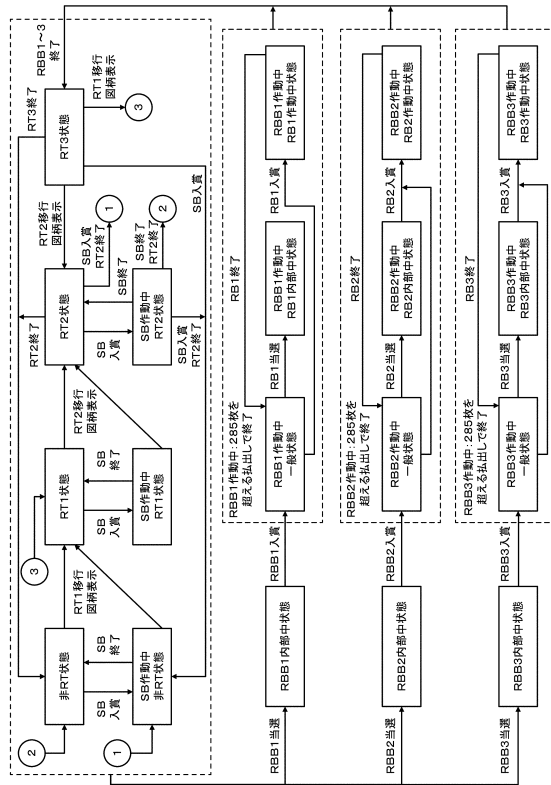 RBB1～3
終了
RT3終了
RT3状態
RT1移行
図柄表示
3
RT2移行
図柄表示
SB入賞
RT2終了
RT2状態
SB入賞
RT2終了
1
SB終了
SB
入賞
SB作動中
RT2状態
SB終了
RT2終了
2
SB入賞
RT2終了
RT2移行
図柄表示
3
RT1状態
SB
終了
SB
入賞
SB作動中
RT1状態
RT1移行
図柄表示
2
非RT状態
SB
終了
SB
入賞
SB作動中
非RT状態
1
RBB1当選
RBB1内部中状態
RBB1入賞
RBB1作動中:285枚を
超える払出しで終了
RBB1作動中
一般状態
RB1当選
RBB1作動中
RB1内部中状態
RB1入賞
RBB1作動中
RB1作動中状態
RB1終了
RBB2当選
RBB2内部中状態
RBB2入賞
RBB2作動中:285枚を
超える払出しで終了
RBB2作動中
一般状態
RB2当選
RBB2作動中
RB2内部中状態
RB2入賞
RBB2作動中
RB2作動中状態
RB2終了
RBB3当選
RBB3内部中状態
RBB3入賞
RBB3作動中:285枚を
超える払出しで終了
RBB3作動中
一般状態
RB3当選
RBB3作動中
RB3内部中状態
RB3入賞
RBB3作動中
RB3作動中状態
RB3終了